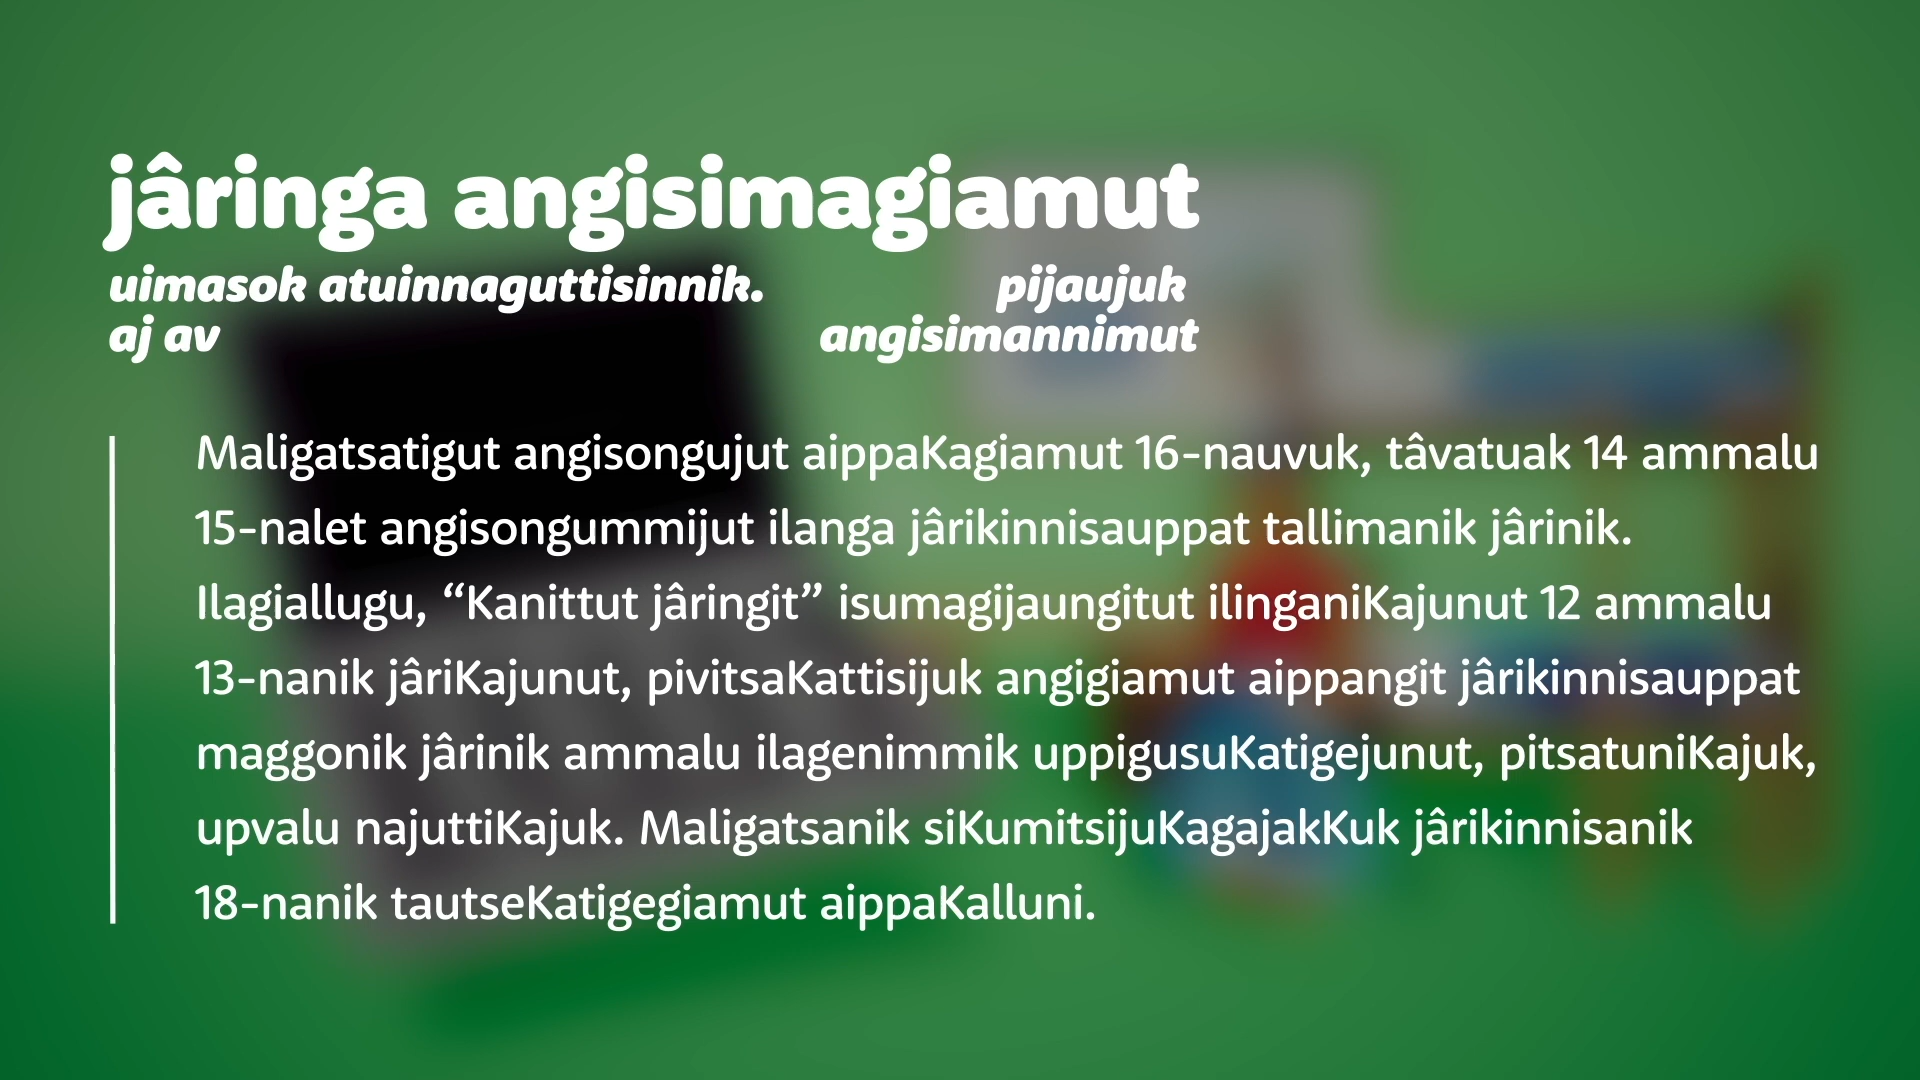 jâringa angisimagiamut
uimasok atuinnaguttisinnik. pijaujuk
aj av angisimannimut
Maligatsatigut angisongujut aippaKagiamut 16-nauvuk, tâvatuak 14 ammalu
15-nalet angisongummijut ilanga jârikinnisauppat tallimanik jârinik.
Ilagiallugu, “Kanittut jâringit” isumagijaungitut ilinganiKajunut 12 ammalu
13-nanik jâriKajunut, pivitsaKattisijuk angigiamut aippangit jârikinnisauppat
maggonik jârinik ammalu ilagenimmik uppigusuKatigejunut, pitsatuniKajuk,
upvalu najuttiKajuk. Maligatsanik siKumitsijuKagajakKuk jârikinnisanik
18-nanik tautseKatigegiamut aippaKalluni.